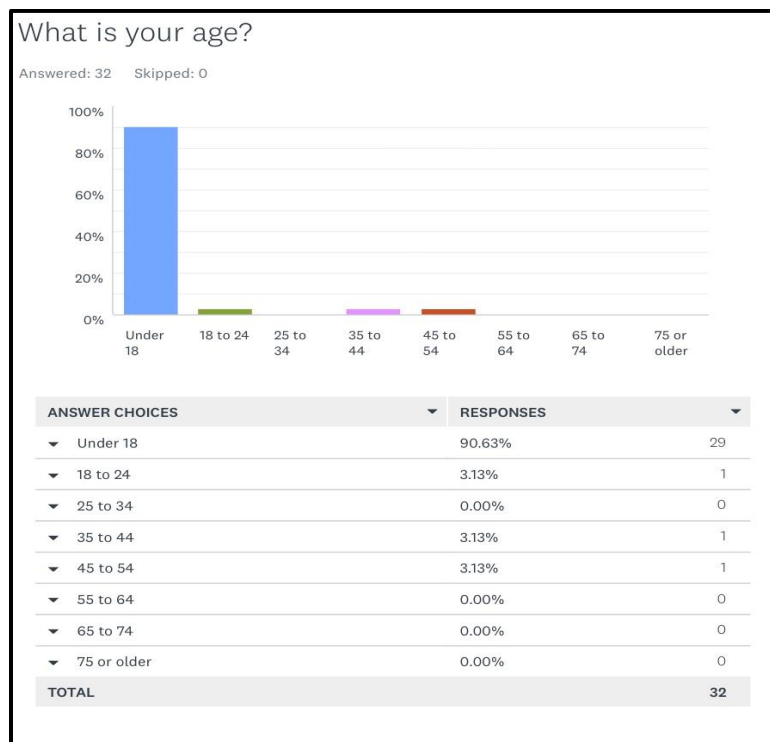 What is your age?
Answered: 32 Skipped: 0
100%
80%
60%
40%
20%
0%
Under 18
18 to 24
25 to 34
35 to 44
45 to 54
55 to 64
65 to 74
75 or older
ANSWER CHOICES RESPONSES
Under 18 90.63% 29
18 to 24 3.13% 1
25 to 34 0.00% 0
35 to 44 3.13% 1
45 to 54 3.13% 1
55 to 64 0.00% 0
65 to 74 0.00% 0
75 or older 0.00% 0
TOTAL 32